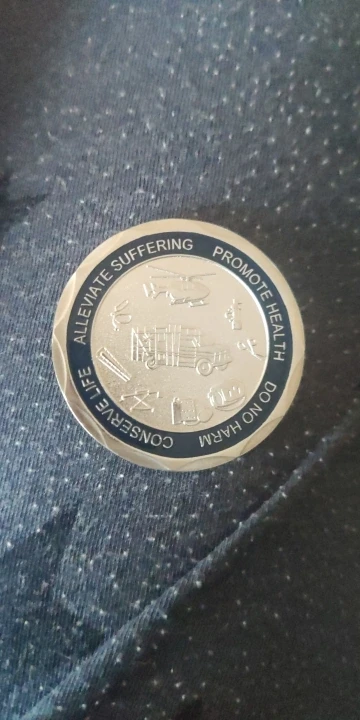 CONSERVE LIFE
ALLEVIATE SUFFERING
PROMOTE HEALTH
DO NO HARM